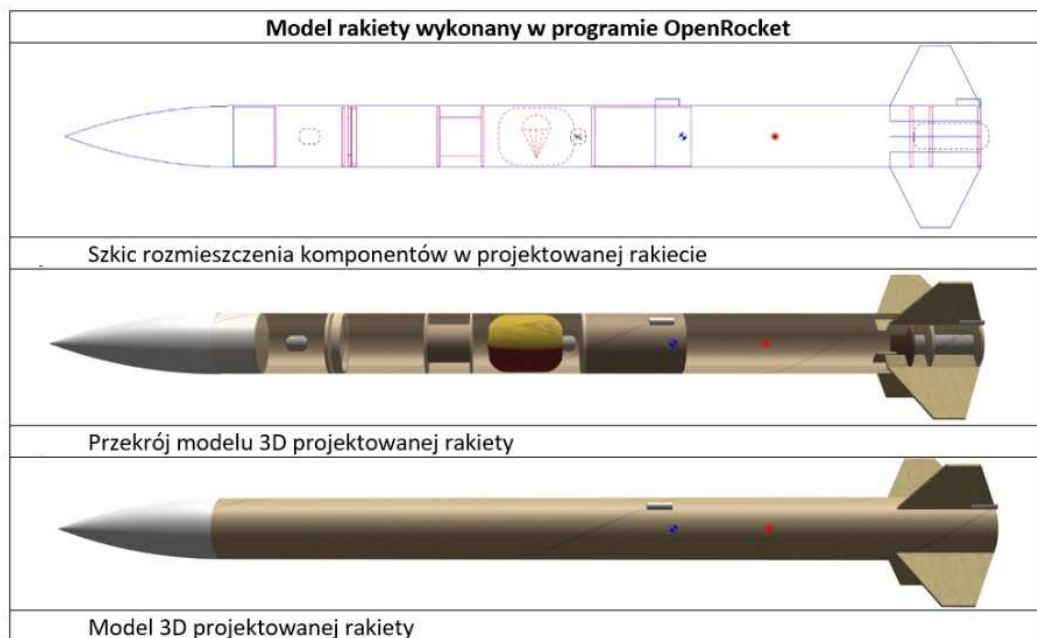 Model rakiety wykonany w programie OpenRocket
Szkic rozmieszczenia komponentów w projektowanej rakiecie
Przekrój modelu 3D projektowanej rakiety
Model 3D projektowanej rakiety